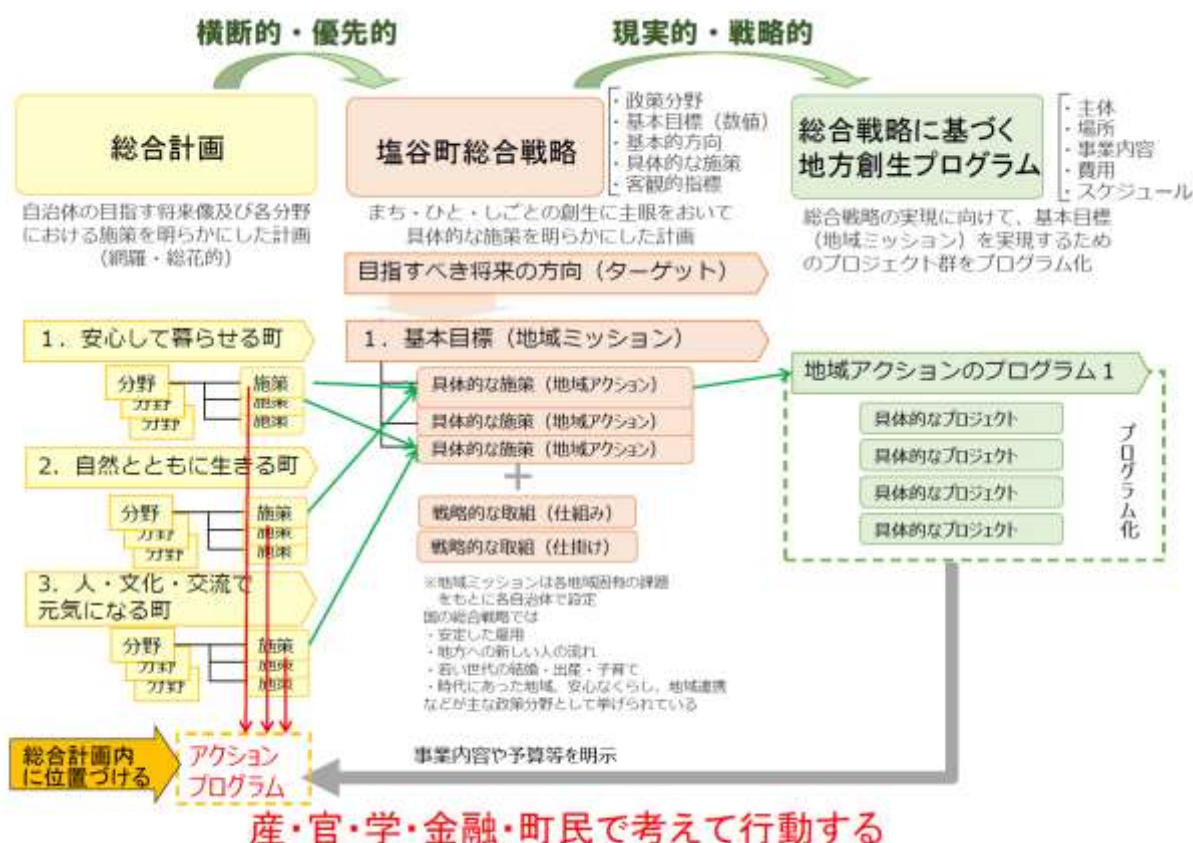 横断的・優先的
現実的・戦略的
総合計画
塩谷町総合戦略
・政策分野
・基本目標（数値）
・基本的方向
・具体的な施策
・客観的指標
総合戦略に基づく
地方創生プログラム
・主体
・場所
・事業内容
・費用
・スケジュール
自治体の目指す将来像及び各分野
における施策を明らかにした計画
（網羅・総花的）
まち・ひと・しごとの創生に主眼をおいて
具体的な施策を明らかにした計画
総合戦略の実現に向けて、基本目標
（地域ミッション）を実現するため
のプロジェクト群をプログラム化
目指すべき将来の方向（ターゲット）
1．安心して暮らせる町
分野
分野
分野
施策
施策
施策
2．自然とともに生きる町
分野
分野
分野
施策
施策
施策
3．人・文化・交流で
元気になる町
分野
分野
分野
施策
施策
施策
1．基本目標（地域ミッション）
具体的な施策（地域アクション）
具体的な施策（地域アクション）
具体的な施策（地域アクション）
＋
戦略的な取組（仕組み）
戦略的な取組（仕掛け）
※地域ミッションは各地域固有の課題
をもとに各自治体で設定
国の総合戦略では
・安定した雇用
・地方への新しい人の流れ
・若い世代の結婚・出産・子育て
・時代にあった地域、安心なくらし、地域連携
などが主な政策分野として挙げられている
地域アクションのプログラム1
具体的なプロジェクト
具体的なプロジェクト
具体的なプロジェクト
具体的なプロジェクト
プログラム化
総合計画内
に位置づける
アクション
プログラム
事業内容や予算等を明示
産・官・学・金融・町民で考えて行動する